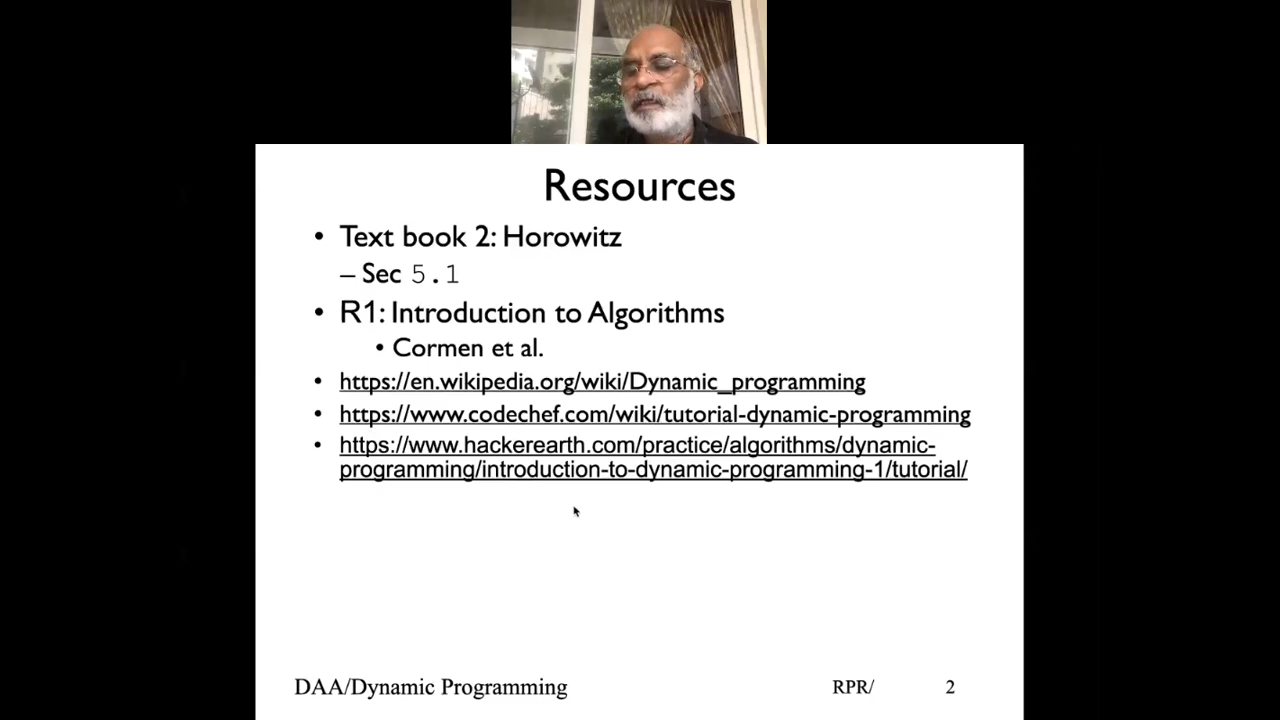 Resources
• Text book 2: Horowitz
– Sec 5.1
• R1: Introduction to Algorithms
• Cormen et al.
• https://en.wikipedia.org/wiki/Dynamic_programming
• https://www.codechef.com/wiki/tutorial-dynamic-programming
• https://www.hackerearth.com/practice/algorithms/dynamic-
programming/introduction-to-dynamic-programming-1/tutorial/
DAA/Dynamic Programming RPR/ 2